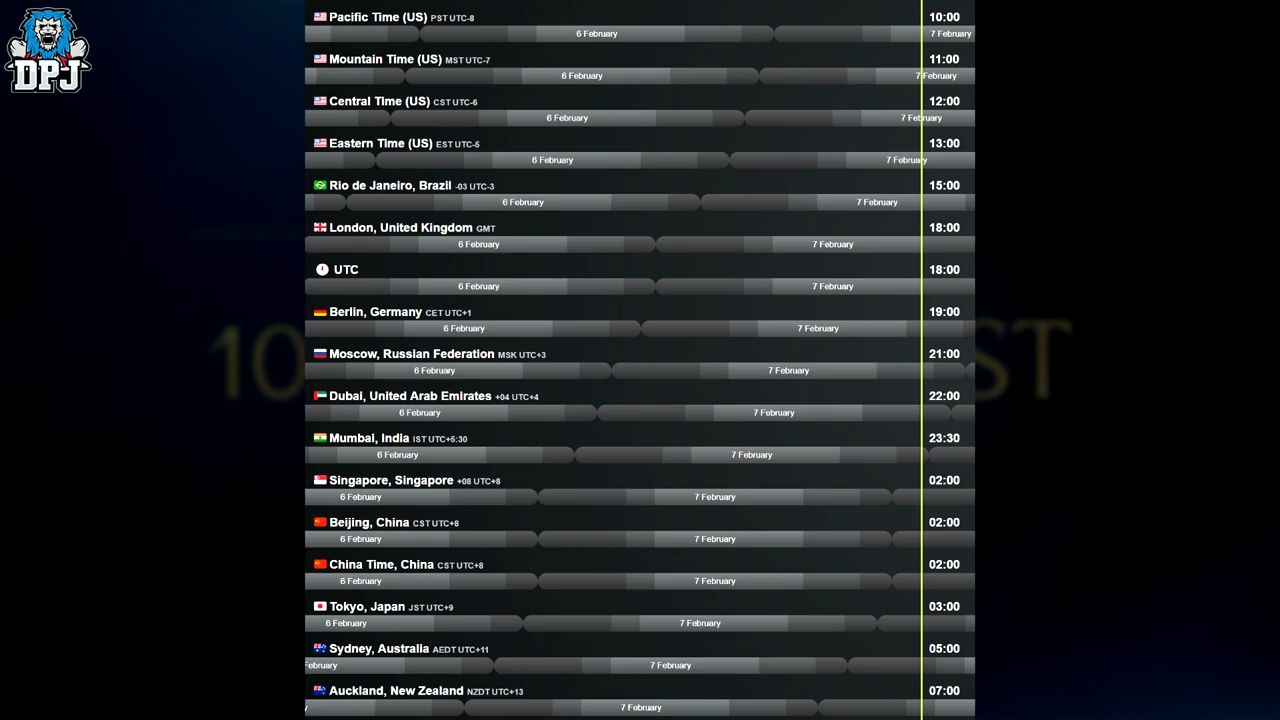 DPJ
Pacific Time (US) PST UTC-8 10:00
6 February 7 February
Mountain Time (US) MST UTC-7 11:00
6 February 7 February
Central Time (US) CST UTC-6 12:00
6 February 7 February
Eastern Time (US) EST UTC-5 13:00
6 February 7 February
Rio de Janeiro, Brazil -03 UTC-3 15:00
6 February 7 February
London, United Kingdom GMT 18:00
6 February 7 February
UTC 18:00
6 February 7 February
Berlin, Germany CET UTC+1 19:00
6 February 7 February
10 ST
Moscow, Russian Federation MSK UTC+3 21:00
6 February 7 February
Dubai, United Arab Emirates +04 UTC+4 22:00
6 February 7 February
Mumbai, India IST UTC+5:30 23:30
6 February 7 February
Singapore, Singapore +08 UTC+8 02:00
6 February 7 February
Beijing, China CST UTC+8 02:00
6 February 7 February
China Time, China CST UTC+8 02:00
6 February 7 February
Tokyo, Japan JST UTC+9 03:00
6 February 7 February
Sydney, Australia AEDT UTC+11 05:00
February 7 February
Auckland, New Zealand NZDT UTC+13 07:00
7 February